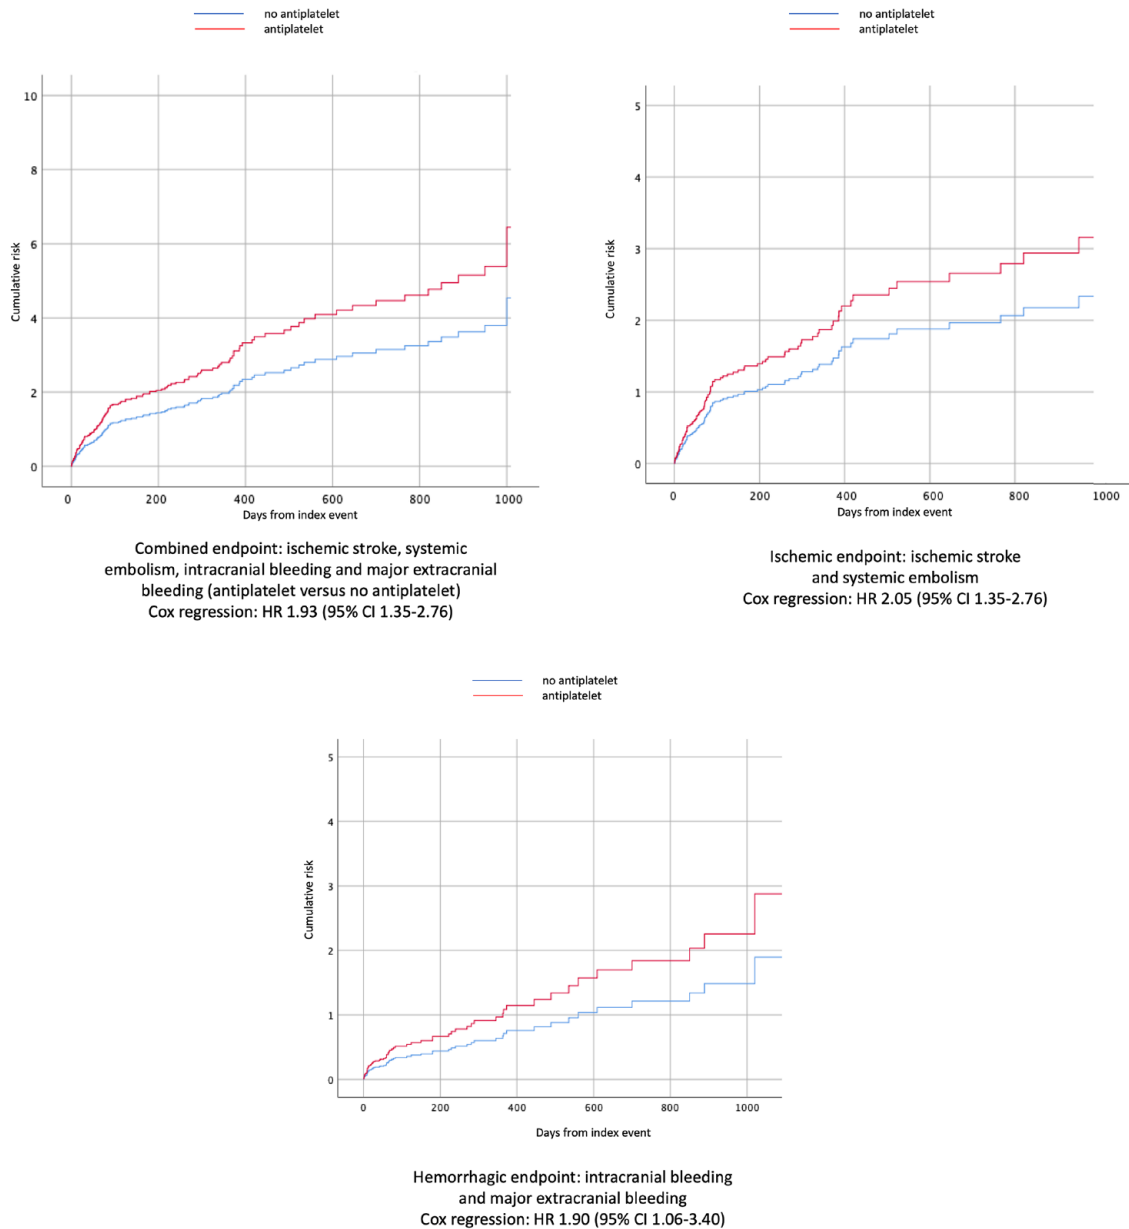 no antiplatelet
antiplatelet
10
8
6
4
2
0
Cumulative risk
0 200 400 600 800 1000
Days from index event
Combined endpoint: ischemic stroke, systemic
embolism, intracranial bleeding and major extracranial
bleeding (antiplatelet versus no antiplatelet)
Cox regression: HR 1.93 (95% CI 1.35-2.76)
no antiplatelet
antiplatelet
5
4
3
2
1
0
Cumulative risk
0 200 400 600 800 1000
Days from index event
Ischemic endpoint: ischemic stroke
and systemic embolism
Cox regression: HR 2.05 (95% CI 1.35-2.76)
no antiplatelet
antiplatelet
5
4
3
2
1
0
Cumulative risk
0 200 400 600 800 1000
Days from index event
Hemorrhagic endpoint: intracranial bleeding
and major extracranial bleeding
Cox regression: HR 1.90 (95% CI 1.06-3.40)